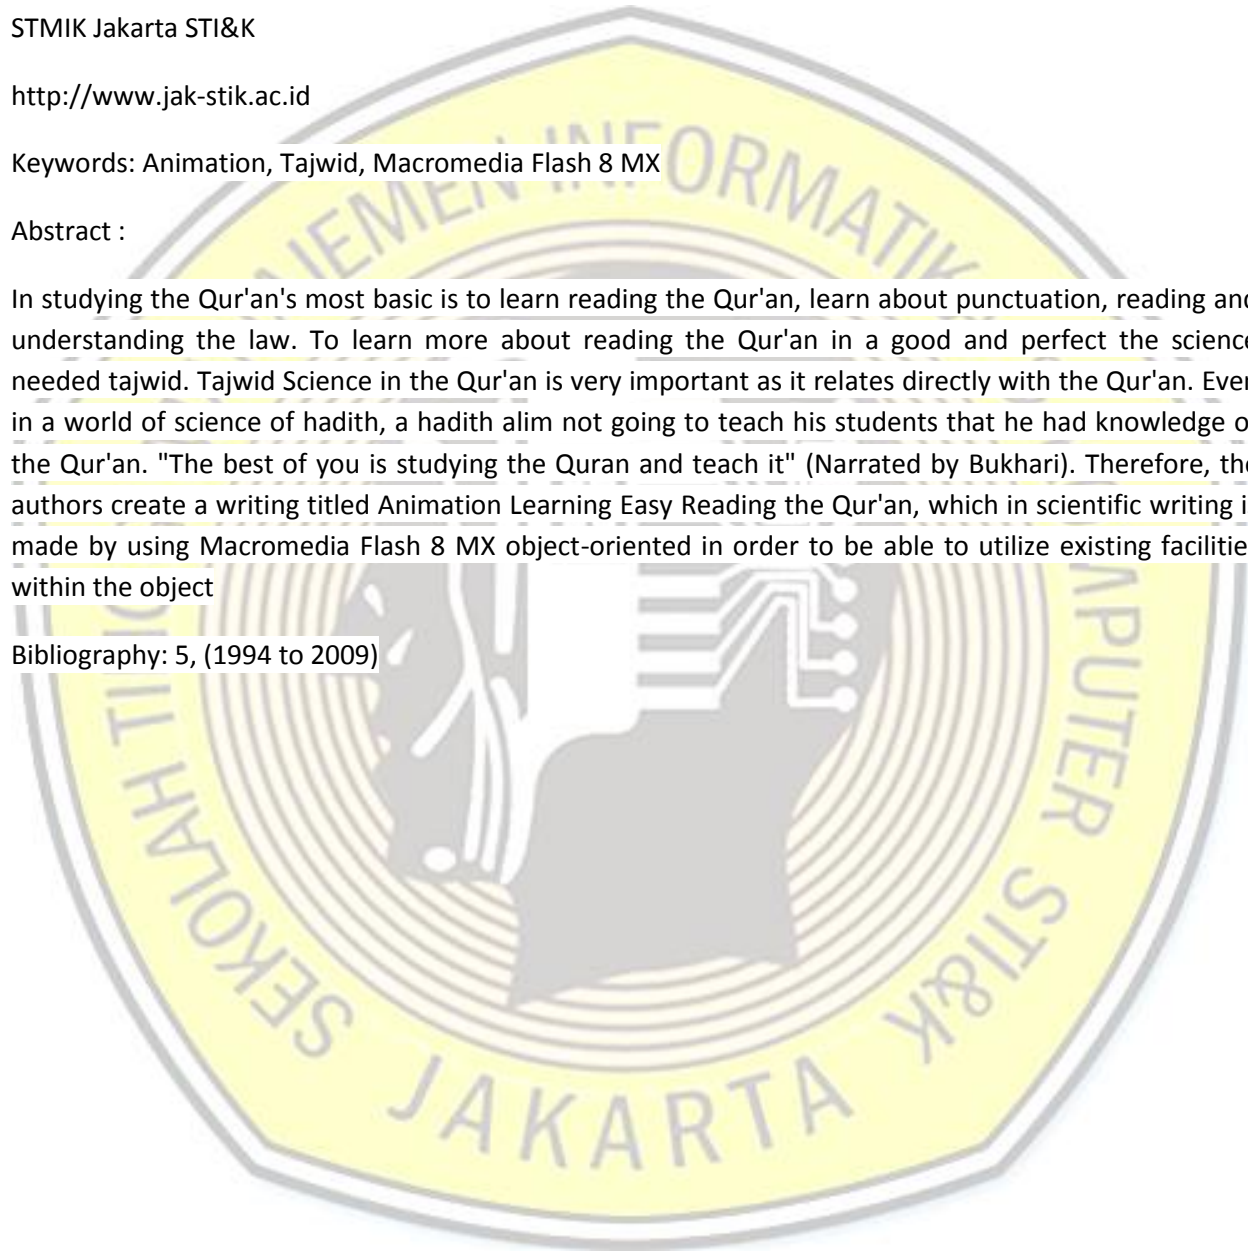 STMIK Jakarta STI&K
http://www.jak-stik.ac.id
Keywords: Animation, Tajwid, Macromedia Flash 8 MX
Abstract :
In studying the Qur'an's most basic is to learn reading the Qur'an, learn about punctuation, reading and
understanding the law. To learn more about reading the Qur'an in a good and perfect the science
needed tajwid. Tajwid Science in the Qur'an is very important as it relates directly with the Qur'an. Even
in a world of science of hadith, a hadith alim not going to teach his students that he had knowledge o
the Qur'an. "The best of you is studying the Quran and teach it" (Narrated by Bukhari). Therefore, the
authors create a writing titled Animation Learning Easy Reading the Qur'an, which in scientific writing i
made by using Macromedia Flash 8 MX object-oriented in order to be able to utilize existing facilitie
within the object
Bibliography: 5, (1994 to 2009)
SEKOLAH
INFORMATIKA
STI&K
JAKARTA